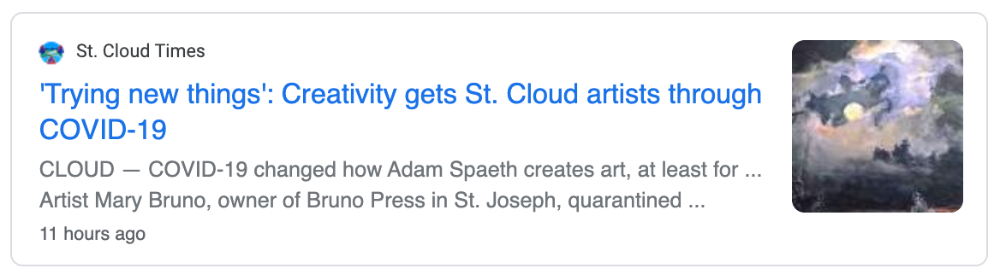 St. Cloud Times
'Trying new things': Creativity gets St. Cloud artists through
COVID-19
CLOUD — COVID-19 changed how Adam Spaeth creates art, at least for ...
Artist Mary Bruno, owner of Bruno Press in St. Joseph, quarantined ...
11 hours ago